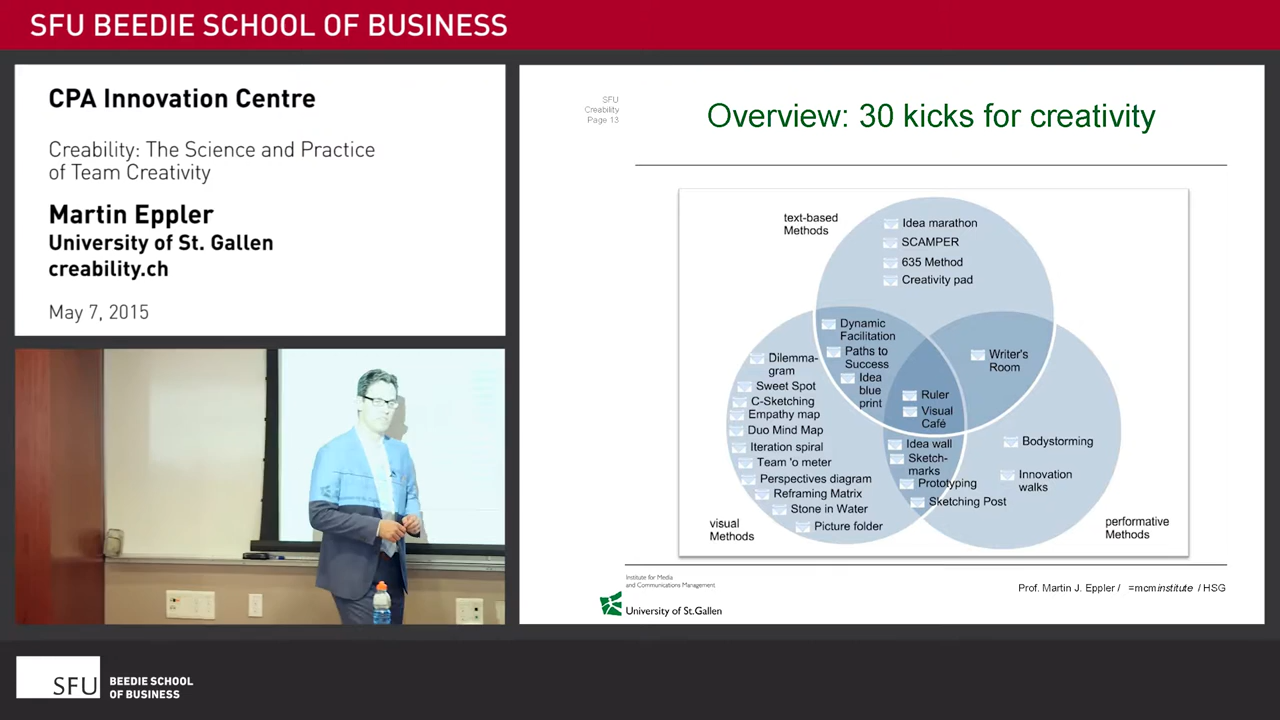 SFU BEEDIE SCHOOL OF BUSINESS
CPA Innovation Centre
Creability: The Science and Practice
of Team Creativity
Martin Eppler
University of St. Gallen
creability.ch
May 7, 2015
SFU
Creability
Page 13
Overview: 30 kicks for creativity
text-based
Methods
Idea marathon
SCAMPER
635 Method
Creativity pad
Dynamic
Facilitation
Paths to
Success
Idea
blue
print
Writer's
Room
Ruler
Visual
Café
Dilemma-
gram
Sweet Spot
C-Sketching
Empathy map
Duo Mind Map
Iteration spiral
Team 'o meter
Perspectives diagram
Reframing Matrix
Stone in Water
Picture folder
Idea wall
Sketch-
marks
Prototyping
Sketching Post
Bodystorming
Innovation
walks
visual
Methods
performative
Methods
Institute for Media
and Communications Management
University of St.Gallen
Prof. Martin J. Eppler / =mcminstitute / HSG
SFU
BEEDIE SCHOOL
OF BUSINESS